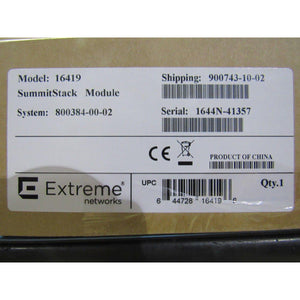 Model: 16419
Shipping: 900743-10-02
SummitStack Module
System: 800384-00-02
Serial: 1644N-41357
CE
PRODUCT OF CHINA
Extreme®
networks
UPC
Qty.1
6 44728 16419 6